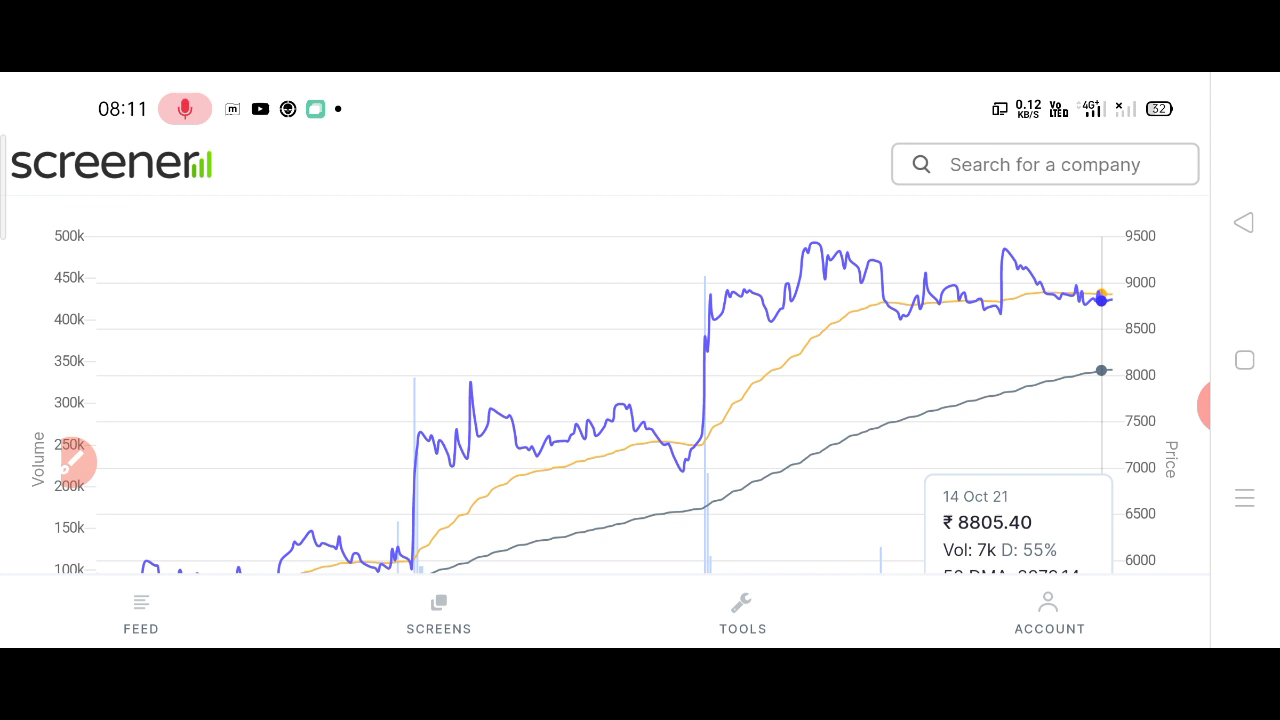 08:11 m 0.12 KB/S Vo LTE 4G+ 32
screener
Search for a company
500k 9500
450k 9000
400k 8500
350k 8000
300k 7500
250k 7000
200k 6500
150k 6000
100k
Volume
Price
14 Oct 21
₹ 8805.40
Vol: 7k D: 55%
FEED SCREENS TOOLS ACCOUNT